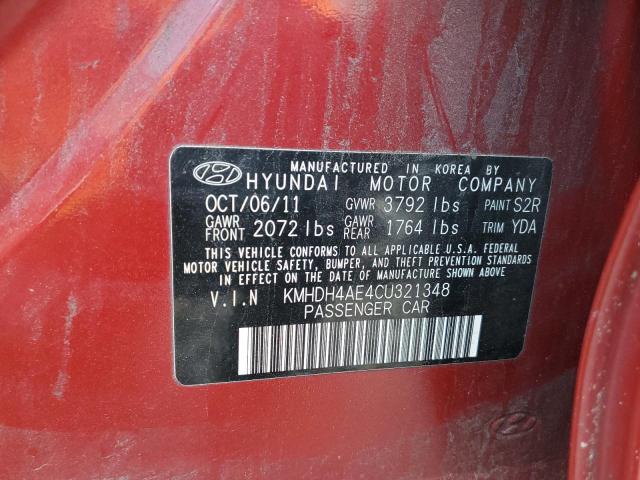 MANUFACTURED IN KOREA BY
HYUNDAI MOTOR COMPANY
OCT/06/11 GVWR 3792 lbs PAINT S2R
GAWR FRONT 2072 lbs GAWR REAR 1764 lbs TRIM YDA
THIS VEHICLE CONFORMS TO ALL APPLICABLE U.S.A. FEDERAL
MOTOR VEHICLE SAFETY, BUMPER, AND THEFT PREVENTION STANDARDS
IN EFFECT ON THE DATE OF MANUFACTURE SHOWN ABOVE.
V.I.N KMHDH4AE4CU321348
PASSENGER CAR